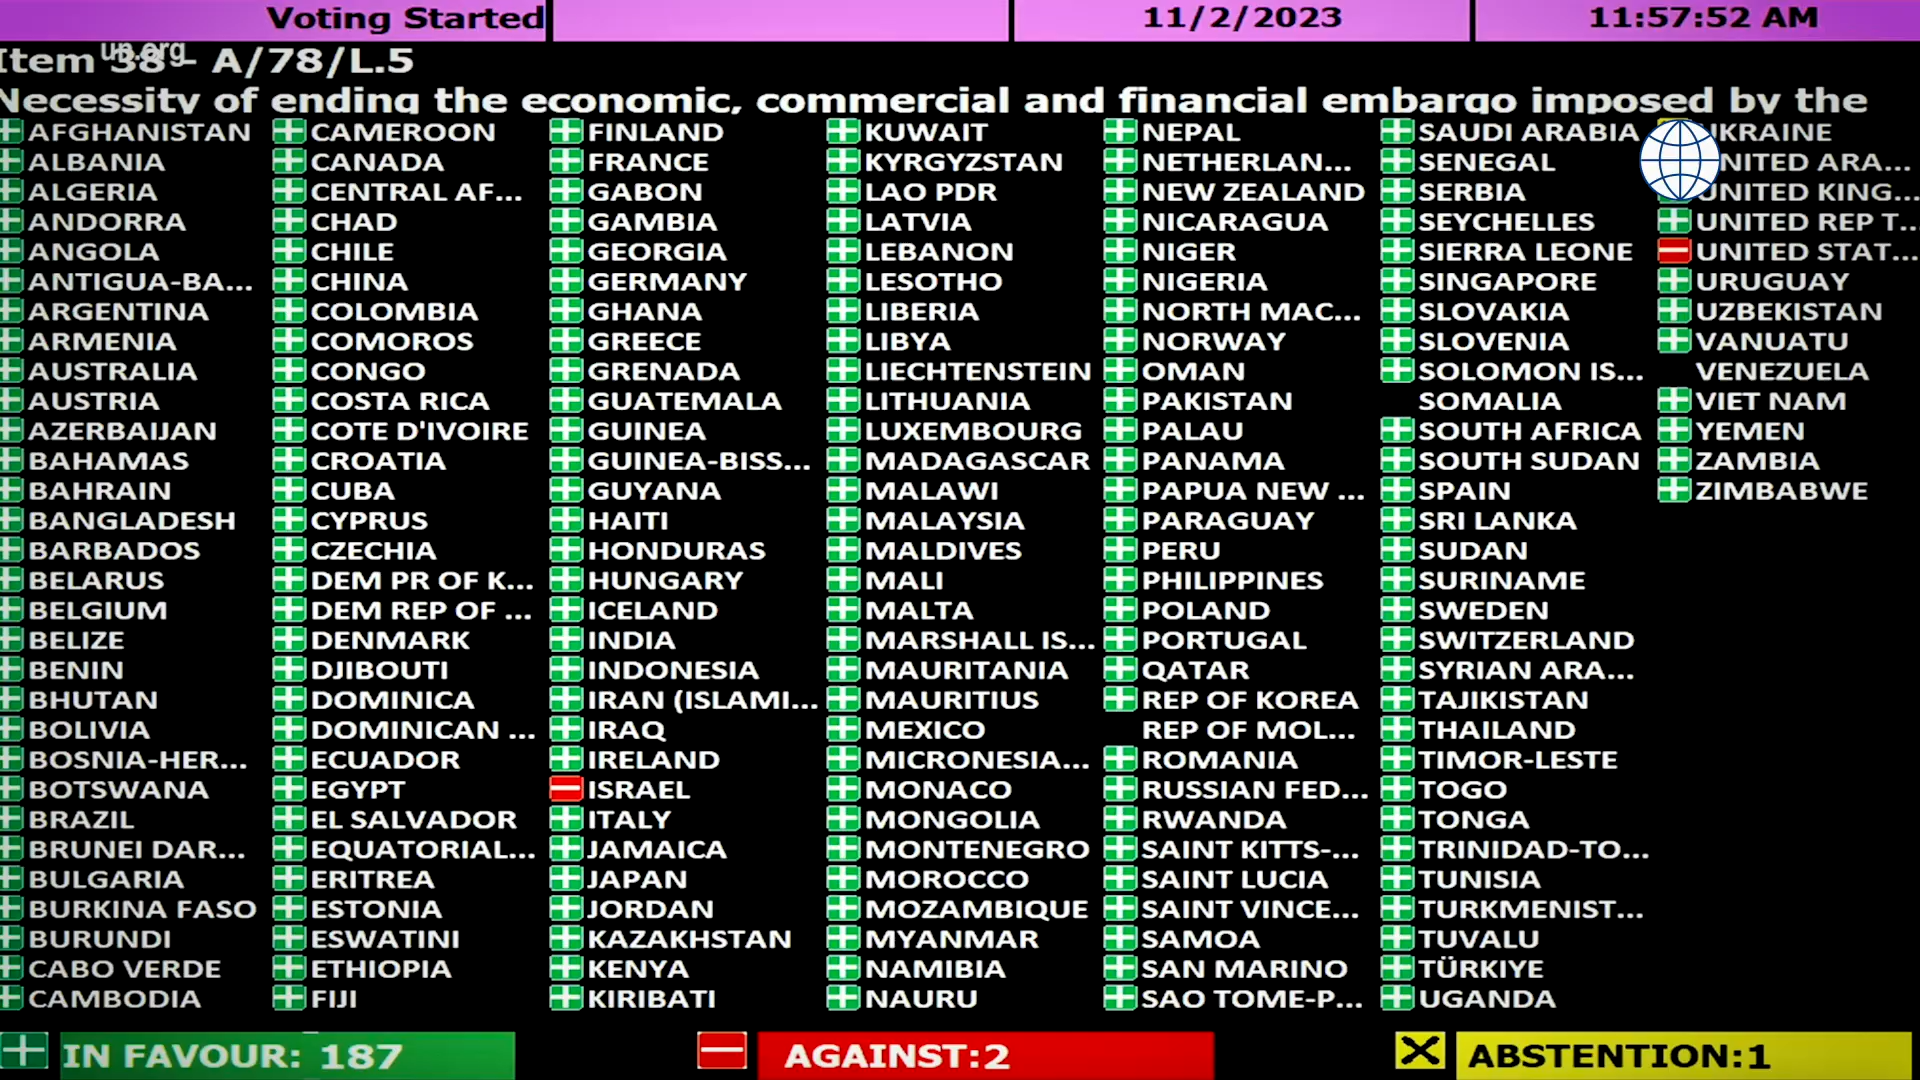 Voting Started 11/2/2023 11:57:52 AM
un.org
Item 38 - A/78/L.5
Necessity of ending the economic, commercial and financial embargo imposed by the
AFGHANISTAN
ALBANIA
ALGERIA
ANDORRA
ANGOLA
ANTIGUA-BA...
ARGENTINA
ARMENIA
AUSTRALIA
AUSTRIA
AZERBAIJAN
BAHAMAS
BAHRAIN
BANGLADESH
BARBADOS
BELARUS
BELGIUM
BELIZE
BENIN
BHUTAN
BOLIVIA
BOSNIA-HER...
BOTSWANA
BRAZIL
BRUNEI DAR...
BULGARIA
BURKINA FASO
BURUNDI
CABO VERDE
CAMBODIA
CAMEROON
CANADA
CENTRAL AF...
CHAD
CHILE
CHINA
COLOMBIA
COMOROS
CONGO
COSTA RICA
COTE D'IVOIRE
CROATIA
CUBA
CYPRUS
CZECHIA
DEM PR OF K...
DEM REP OF ...
DENMARK
DJIBOUTI
DOMINICA
DOMINICAN ...
ECUADOR
EGYPT
EL SALVADOR
EQUATORIAL...
ERITREA
ESTONIA
ESWATINI
ETHIOPIA
FIJI
FINLAND
FRANCE
GABON
GAMBIA
GEORGIA
GERMANY
GHANA
GREECE
GRENADA
GUATEMALA
GUINEA
GUINEA-BISS...
GUYANA
HAITI
HONDURAS
HUNGARY
ICELAND
INDIA
INDONESIA
IRAN (ISLAMI...
IRAQ
IRELAND
ISRAEL
ITALY
JAMAICA
JAPAN
JORDAN
KAZAKHSTAN
KENYA
KIRIBATI
KUWAIT
KYRGYZSTAN
LAO PDR
LATVIA
LEBANON
LESOTHO
LIBERIA
LIBYA
LIECHTENSTEIN
LITHUANIA
LUXEMBOURG
MADAGASCAR
MALAWI
MALAYSIA
MALDIVES
MALI
MALTA
MARSHALL IS...
MAURITANIA
MAURITIUS
MEXICO
MICRONESIA...
MONACO
MONGOLIA
MONTENEGRO
MOROCCO
MOZAMBIQUE
MYANMAR
NAMIBIA
NAURU
NEPAL
NETHERLAN...
NEW ZEALAND
NICARAGUA
NIGER
NIGERIA
NORTH MAC...
NORWAY
OMAN
PAKISTAN
PALAU
PANAMA
PAPUA NEW ...
PARAGUAY
PERU
PHILIPPINES
POLAND
PORTUGAL
QATAR
REP OF KOREA
REP OF MOL...
ROMANIA
RUSSIAN FED...
RWANDA
SAINT KITTS-...
SAINT LUCIA
SAINT VINCE...
SAMOA
SAN MARINO
SAO TOME-P...
SAUDI ARABIA
SENEGAL
SERBIA
SEYCHELLES
SIERRA LEONE
SINGAPORE
SLOVAKIA
SLOVENIA
SOLOMON IS...
SOMALIA
SOUTH AFRICA
SOUTH SUDAN
SPAIN
SRI LANKA
SUDAN
SURINAME
SWEDEN
SWITZERLAND
SYRIAN ARA...
TAJIKISTAN
THAILAND
TIMOR-LESTE
TOGO
TONGA
TRINIDAD-TO...
TUNISIA
TURKMENIST...
TUVALU
TÜRKIYE
UGANDA
UKRAINE
UNITED ARA...
UNITED KING...
UNITED REP T...
UNITED STAT...
URUGUAY
UZBEKISTAN
VANUATU
VENEZUELA
VIET NAM
YEMEN
ZAMBIA
ZIMBABWE
IN FAVOUR: 187 AGAINST:2 ABSTENTION:1